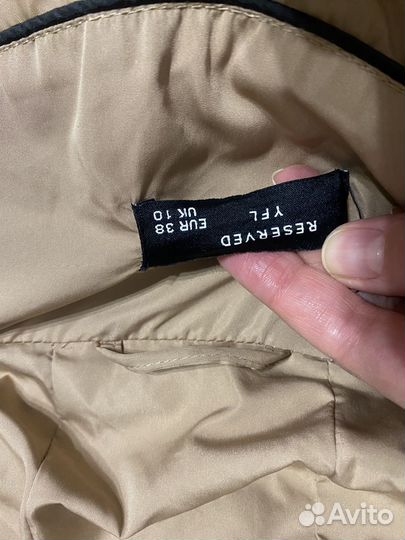 RESERVED
YFL
EUR 38
UK 10
Avito